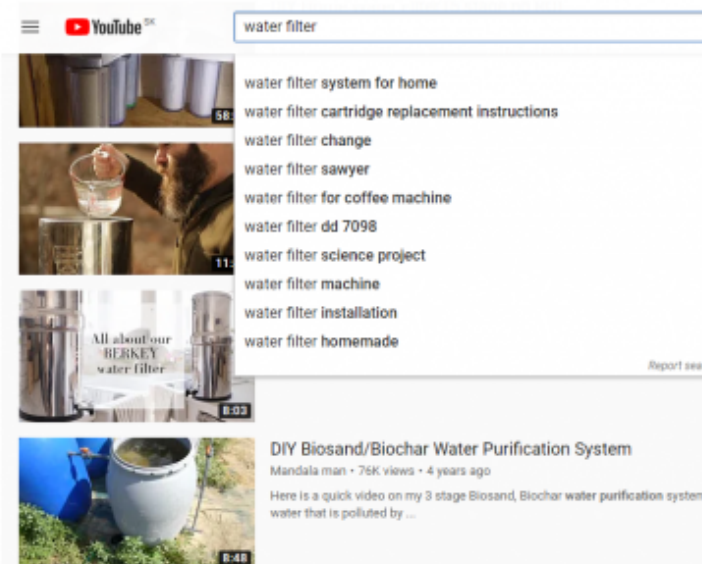 YouTube SK
water filter
water filter system for home
water filter cartridge replacement instructions
water filter change
water filter sawyer
water filter for coffee machine
water filter dd 7098
water filter science project
water filter machine
water filter installation
water filter homemade
Report sea
58:
11:
All about our
BERKEY
water filter
8:03
DIY Biosand/Biochar Water Purification System
Mandala man • 76K views • 4 years ago
Here is a quick video on my 3 stage Biosand, Biochar water purification system
water that is polluted by ...
8:48